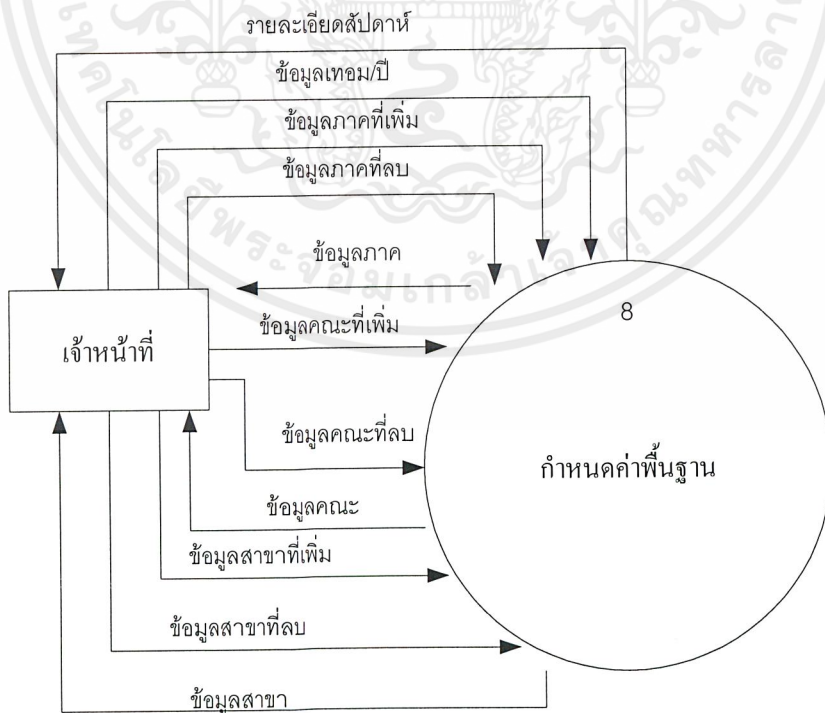 รายละเอียดสัปดาห์
ข้อมูลเทอม/ปี
ข้อมูลภาคที่เพิ่ม
ข้อมูลภาคที่ลบ
ข้อมูลภาค
8
ข้อมูลคณะที่เพิ่ม
เจ้าหน้าที่
ข้อมูลคณะที่ลบ
กำหนดค่าพื้นฐาน
ข้อมูลคณะ
ข้อมูลสาขาที่เพิ่ม
ข้อมูลสาขาที่ลบ
ข้อมูลสาขา